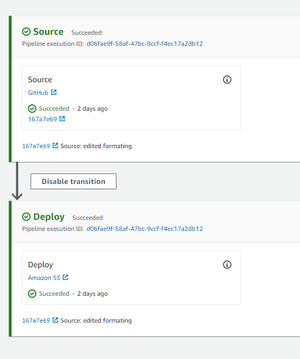 Source Succeeded
Pipeline execution ID: d06fae9f-58af-47bc-9ccf-f4ec17a2db12
Source
GitHub
Succeeded - 2 days ago
167a7e69
167a7e69 Source: edited formating
Disable transition
Deploy Succeeded
Pipeline execution ID: d06fae9f-58af-47bc-9ccf-f4ec17a2db12
Deploy
Amazon S3
Succeeded - 2 days ago
167a7e69 Source: edited formating